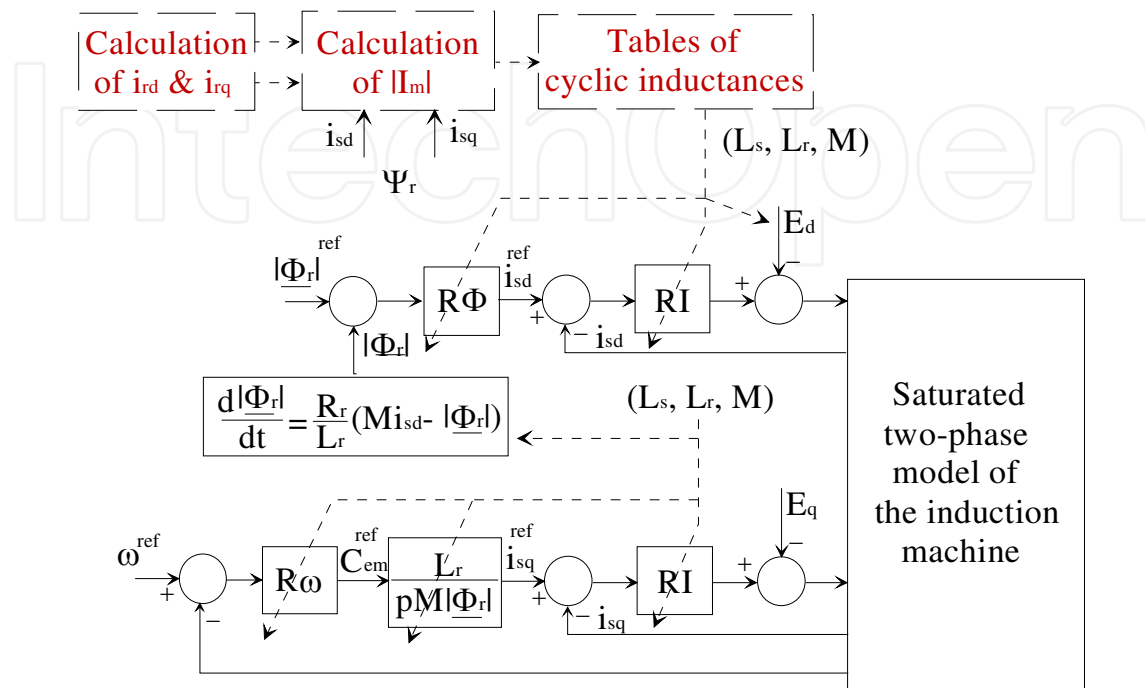 Calculation
of ird & irq
Calculation
of |Im|
Tables of
cyclic inductances
IntechOpen
isd
isq
Ψr
(Ls, Lr, M)
Ed
|Φr| ref
RΦ
isd ref
+
−
RI
+
−
isd
|Φr|
d|Φr|/dt = Rr/Lr (Misd- |Φr|)
(Ls, Lr, M)
Saturated
two-phase
model of
the induction
machine
Eq
ω ref
+
−
Rω
Cem ref
Lr
pM|Φr|
isq ref
+
−
RI
+
−
isq